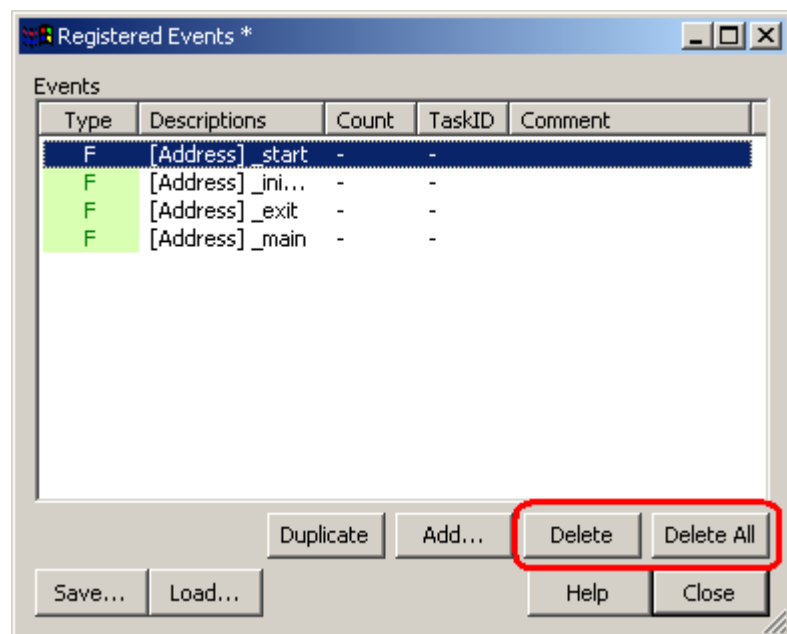 Registered Events *
Events
Type Descriptions Count TaskID Comment
F [Address] _start - -
F [Address] _ini... - -
F [Address] _exit - -
F [Address] _main - -
Duplicate Add... Delete Delete All
Save... Load... Help Close